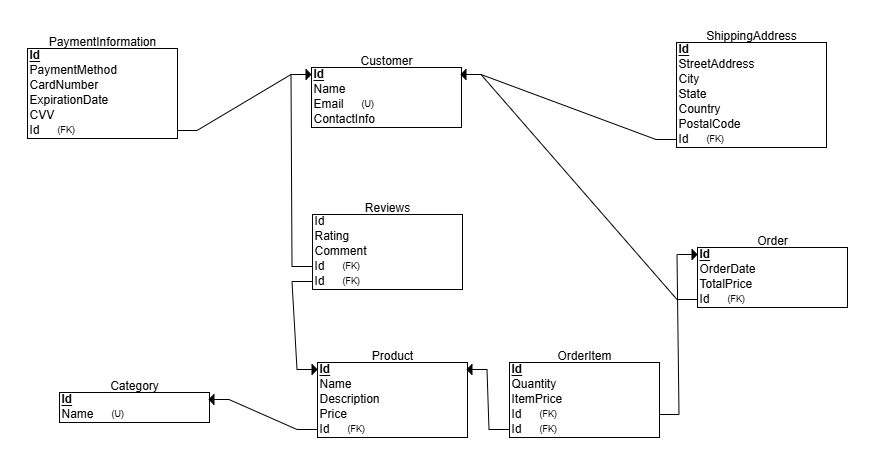 PaymentInformation
Id
PaymentMethod
CardNumber
ExpirationDate
CVV
Id (FK)
Customer
Id
Name
Email (U)
ContactInfo
ShippingAddress
Id
StreetAddress
City
State
Country
PostalCode
Id (FK)
Reviews
Id
Rating
Comment
Id (FK)
Id (FK)
Order
Id
OrderDate
TotalPrice
Id (FK)
Category
Id
Name (U)
Product
Id
Name
Description
Price
Id (FK)
OrderItem
Id
Quantity
ItemPrice
Id (FK)
Id (FK)